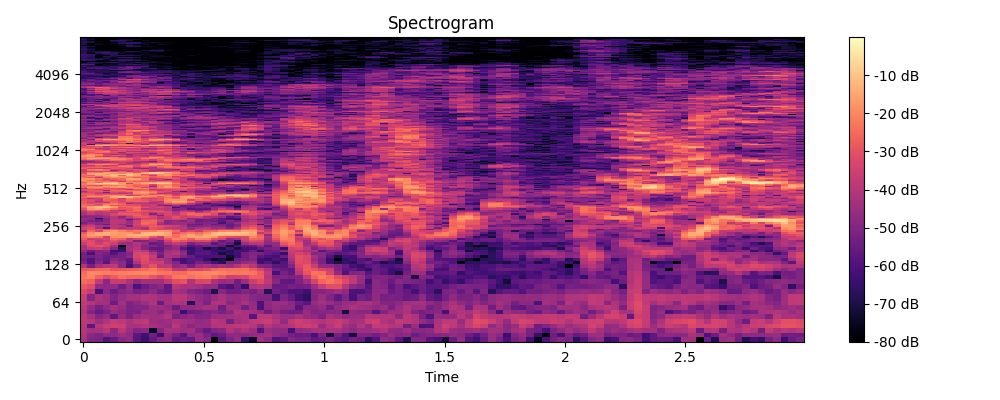 Spectrogram
Hz
4096
2048
1024
512
256
128
64
0
0
0.5
1
1.5
2
2.5
Time
-10 dB
-20 dB
-30 dB
-40 dB
-50 dB
-60 dB
-70 dB
-80 dB